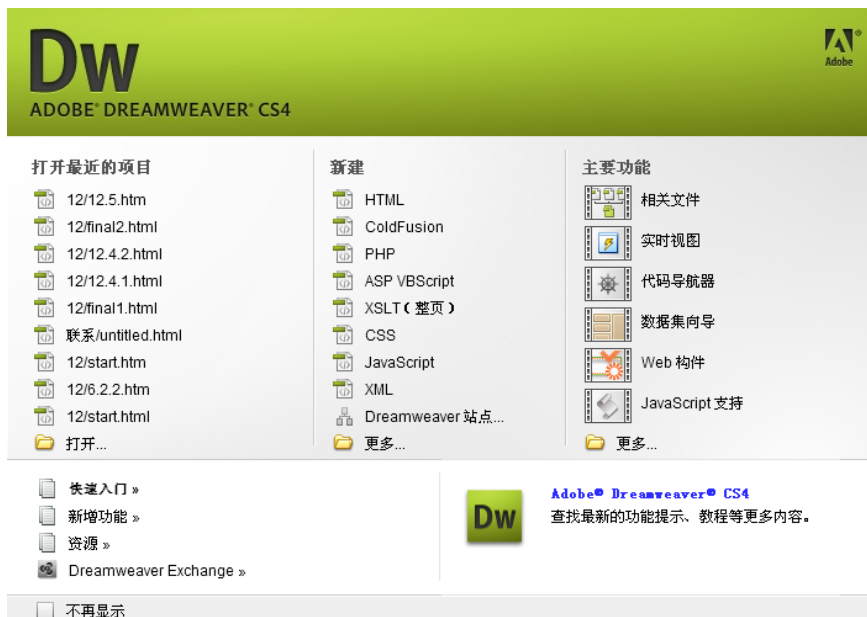 Dw
Adobe
ADOBE® DREAMWEAVER® CS4
打开最近的项目
12/12.5.htm
12/final2.html
12/12.4.2.html
12/12.4.1.html
12/final1.html
联系/untitled.html
12/start.htm
12/6.2.2.htm
12/start.html
打开...
新建
HTML
ColdFusion
PHP
ASP VBScript
XSLT（整页）
CSS
JavaScript
XML
Dreamweaver 站点...
更多...
主要功能
相关文件
实时视图
代码导航器
数据集向导
Web 构件
JavaScript 支持
更多...
快速入门 »
新增功能 »
资源 »
Dreamweaver Exchange »
Dw
Adobe® Dreamweaver® CS4
查找最新的功能提示、教程等更多内容。
不再显示